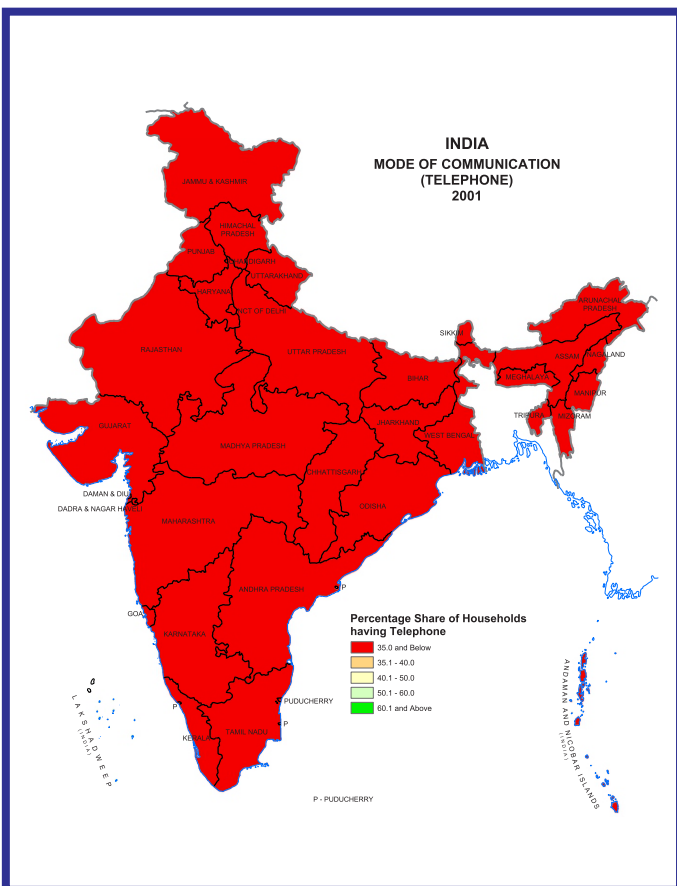 INDIA
MODE OF COMMUNICATION
(TELEPHONE)
2001
JAMMU & KASHMIR
HIMACHAL
PRADESH
PUNJAB
CHANDIGARH
UTTARAKHAND
HARYANA
NCT OF DELHI
ARUNACHAL
PRADESH
SIKKIM
RAJASTHAN
UTTAR PRADESH
ASSAM
NAGALAND
BIHAR
MEGHALAYA
MANIPUR
TRIPURA
MIZORAM
GUJARAT
JHARKHAND
WEST BENGAL
MADHYA PRADESH
CHHATTISGARH
DAMAN & DIU
DADRA & NAGAR HAVELI
ODISHA
MAHARASHTRA
ANDHRA PRADESH
P
GOA
KARNATAKA
Percentage Share of Households
having Telephone
35.0 and Below
35.1 - 40.0
40.1 - 50.0
50.1 - 60.0
60.1 and Above
LAKSHADWEEP
(INDIA)
P
PUDUCHERRY
P
KERALA
TAMIL NADU
ANDAMAN AND NICOBAR ISLANDS
(INDIA)
P - PUDUCHERRY